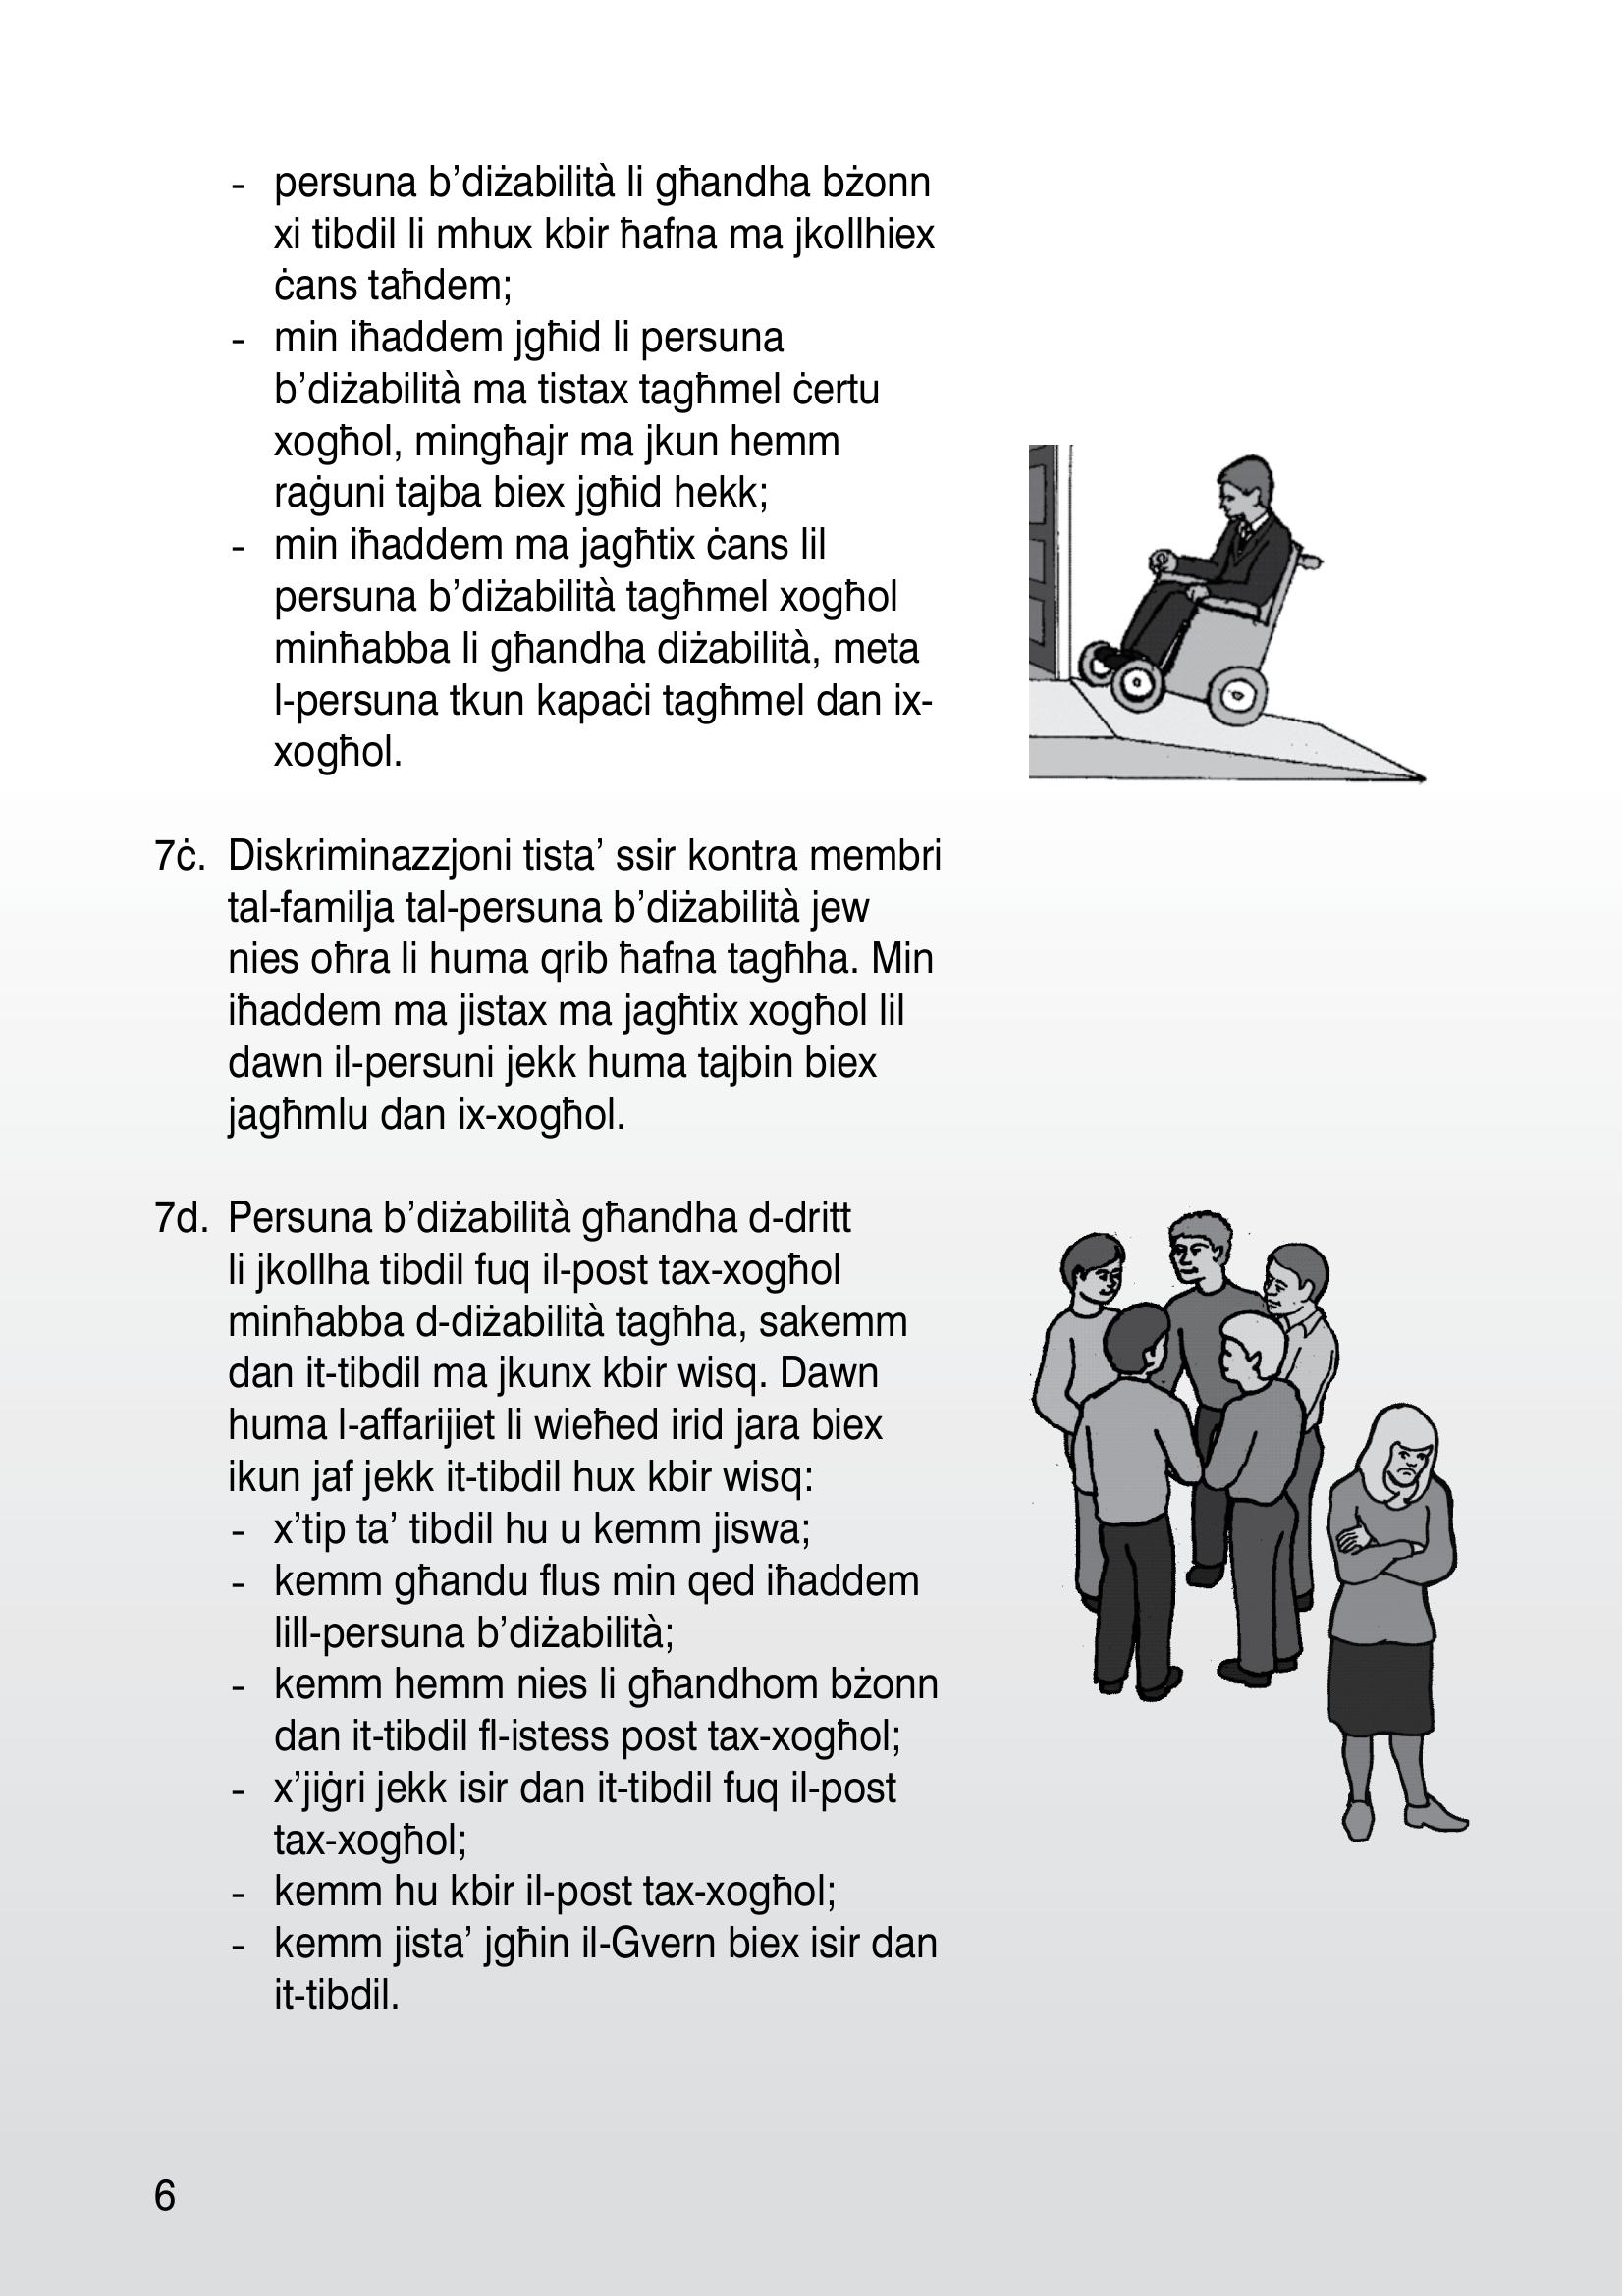 - persuna b’diżabilità li għandha bżonn
xi tibdil li mhux kbir ħafna ma jkollhiex
ċans taħdem;
- min iħaddem jgħid li persuna
b’diżabilità ma tistax tagħmel ċertu
xogħol, mingħajr ma jkun hemm
raġuni tajba biex jgħid hekk;
- min iħaddem ma jagħtix ċans lil
persuna b’diżabilità tagħmel xogħol
minħabba li għandha diżabilità, meta
l-persuna tkun kapaċi tagħmel dan ix-
xogħol.
7ċ. Diskriminazzjoni tista’ ssir kontra membri
tal-familja tal-persuna b’diżabilità jew
nies oħra li huma qrib ħafna tagħha. Min
iħaddem ma jistax ma jagħtix xogħol lil
dawn il-persuni jekk huma tajbin biex
jagħmlu dan ix-xogħol.
7d. Persuna b’diżabilità għandha d-dritt
li jkollha tibdil fuq il-post tax-xogħol
minħabba d-diżabilità tagħha, sakemm
dan it-tibdil ma jkunx kbir wisq. Dawn
huma l-affarijiet li wieħed irid jara biex
ikun jaf jekk it-tibdil hux kbir wisq:
- x’tip ta’ tibdil hu u kemm jiswa;
- kemm għandu flus min qed iħaddem
lill-persuna b’diżabilità;
- kemm hemm nies li għandhom bżonn
dan it-tibdil fl-istess post tax-xogħol;
- x’jiġri jekk isir dan it-tibdil fuq il-post
tax-xogħol;
- kemm hu kbir il-post tax-xogħol;
- kemm jista’ jgħin il-Gvern biex isir dan
it-tibdil.
6